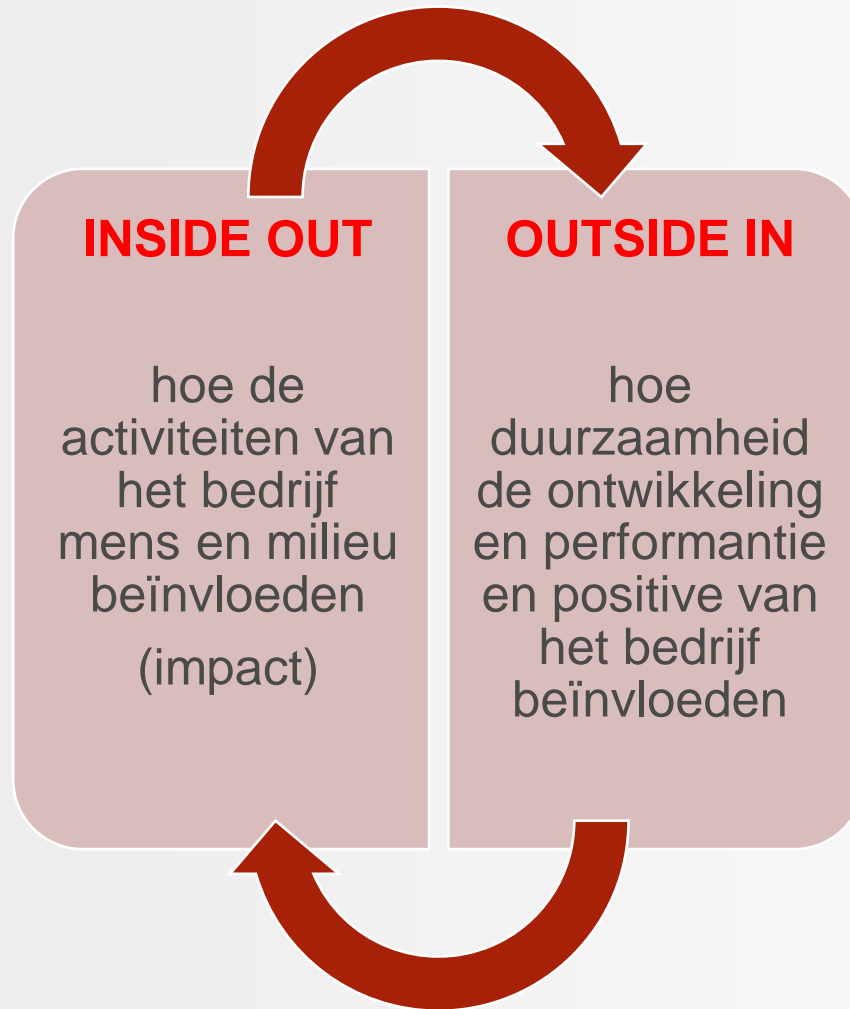 INSIDE OUT
hoe de
activiteiten van
het bedrijf
mens en milieu
beïnvloeden
(impact)
OUTSIDE IN
hoe
duurzaamheid
de ontwikkeling
en performantie
en positive van
het bedrijf
beïnvloeden